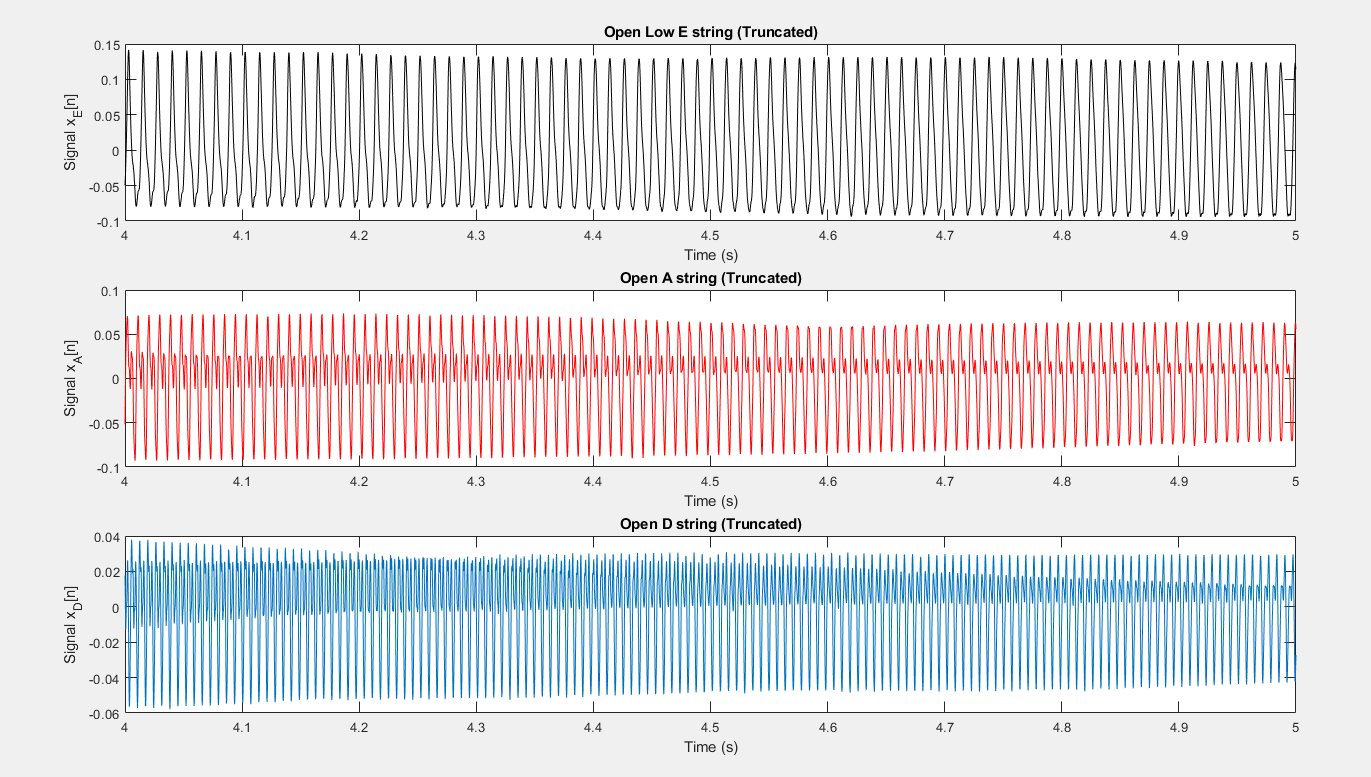 Open Low E string (Truncated)
0.15
0.1
0.05
0
-0.05
-0.1
Signal x_E[n]
4 4.1 4.2 4.3 4.4 4.5 4.6 4.7 4.8 4.9 5
Time (s)
Open A string (Truncated)
0.1
0.05
0
-0.05
-0.1
Signal x_A[n]
4 4.1 4.2 4.3 4.4 4.5 4.6 4.7 4.8 4.9 5
Time (s)
Open D string (Truncated)
0.04
0.02
0
-0.02
-0.04
-0.06
Signal x_D[n]
4 4.1 4.2 4.3 4.4 4.5 4.6 4.7 4.8 4.9 5
Time (s)